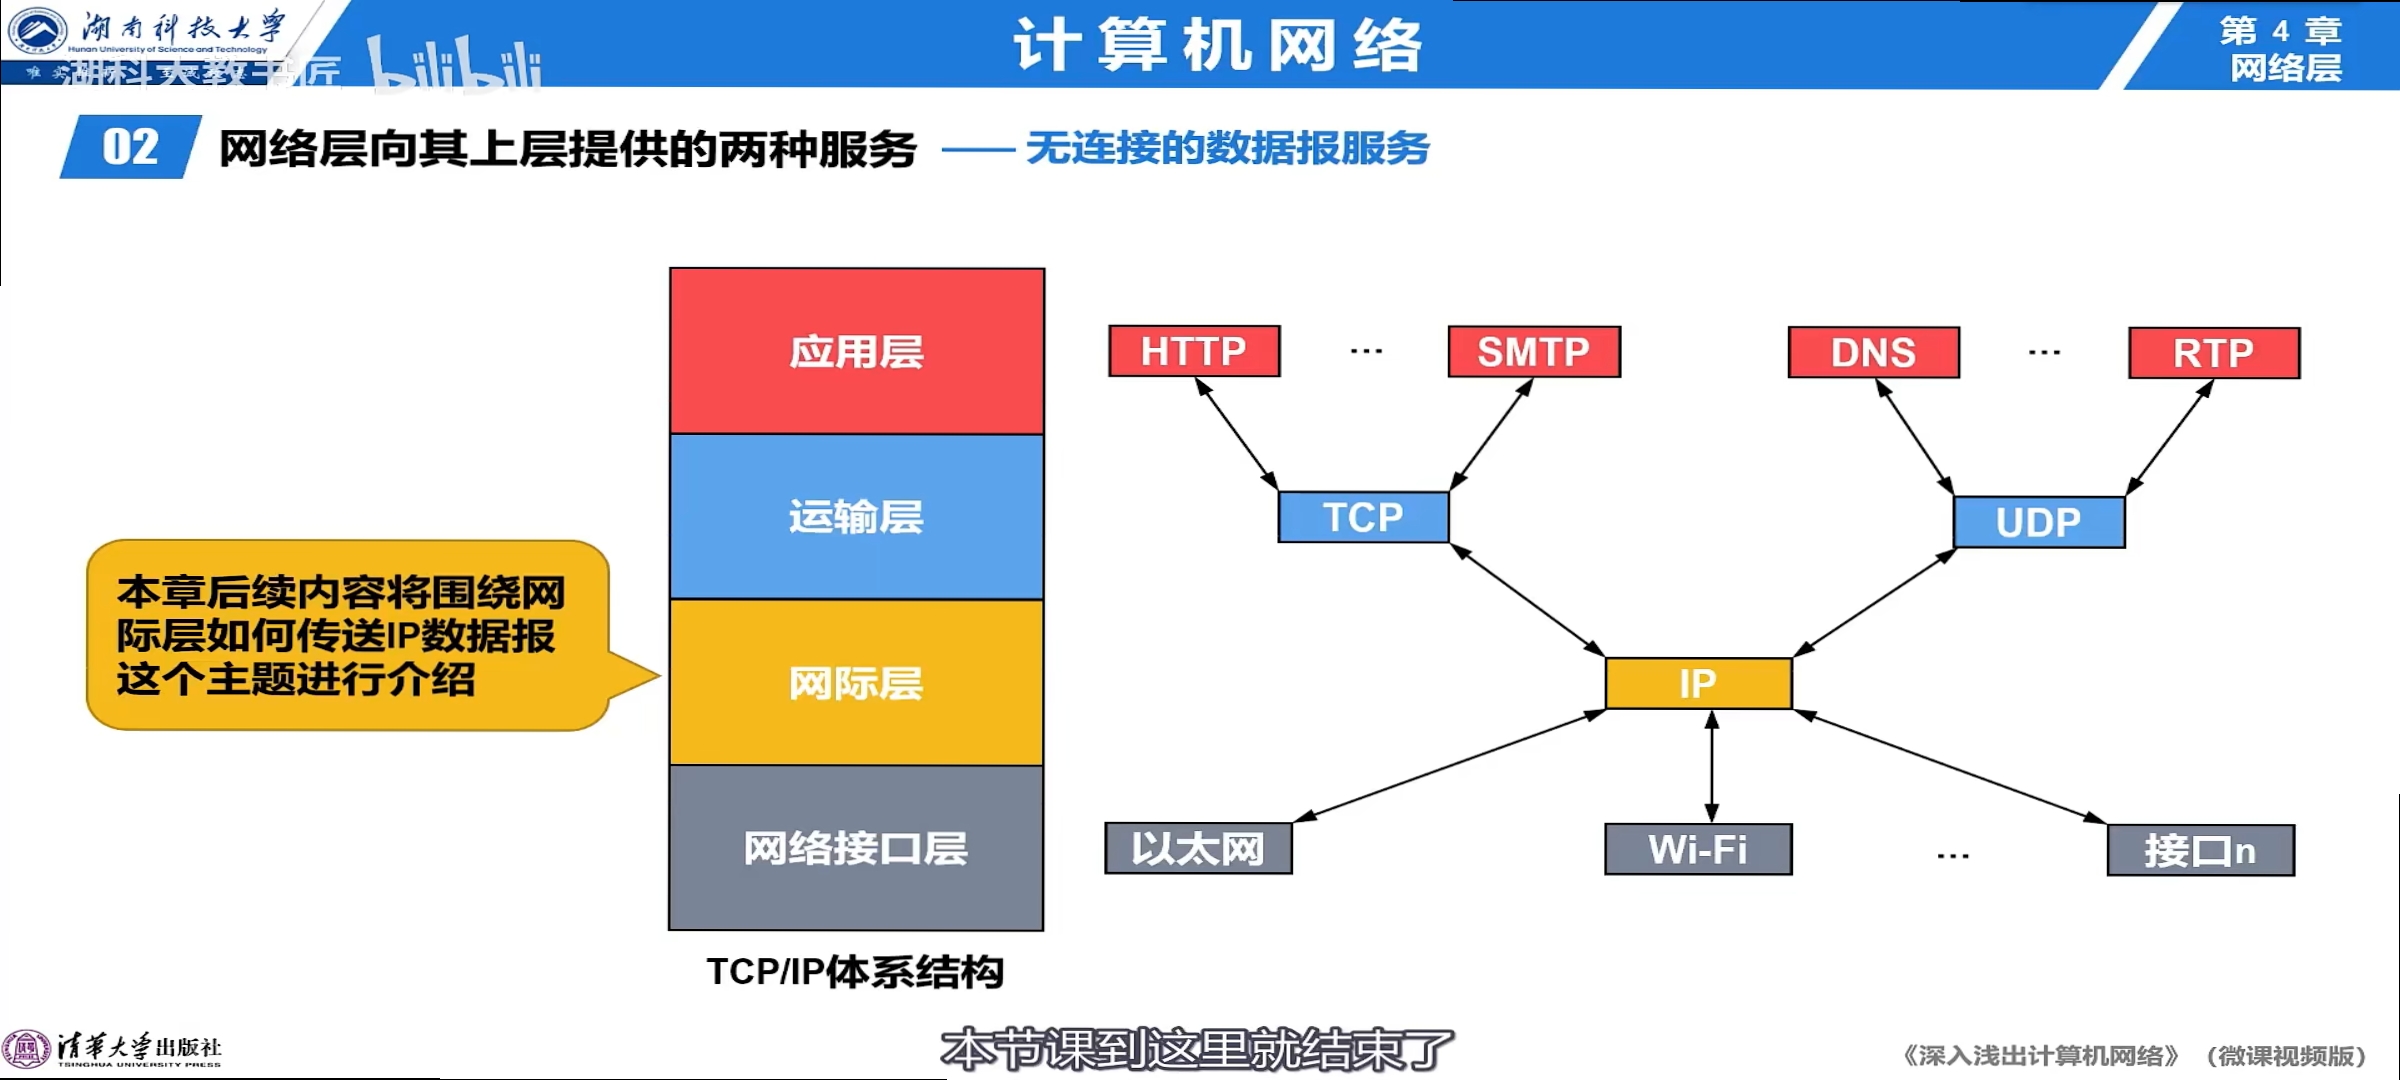 湖南科技大学
Hunan University of Science and Technology
湖科大教书匠 bilibili
计算机网络
第 4 章
网络层
02 网络层向其上层提供的两种服务 —— 无连接的数据报服务
应用层
运输层
网际层
网络接口层
TCP/IP体系结构
本章后续内容将围绕网
际层如何传送IP数据报
这个主题进行介绍
HTTP ... SMTP DNS ... RTP
TCP UDP
IP
以太网 Wi-Fi ... 接口n
本节课到这里就结束了
清华大学出版社
TSINGHUA UNIVERSITY PRESS
《深入浅出计算机网络》（微课视频版）